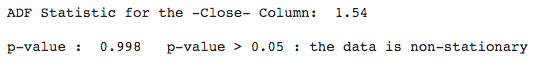 ADF Statistic for the -Close- Column:  1.54
p-value :  0.998   p-value > 0.05 : the data is non-stationary